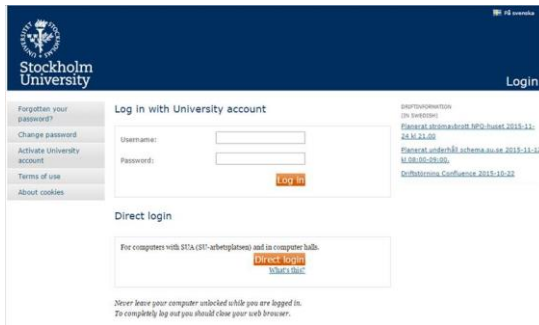 På svenska
Stockholm
University
Login
Forgotten your
password?
Change password
Activate University
account
Terms of use
About cookies
Log in with University account
Username:
Password:
Log in
Direct login
For computers with SUA (SU-arbetsplatsen) and in computer halls.
Direct login
What's this?
Never leave your computer unlocked while you are logged in.
To completely log out you should close your web browser.
DRIFTINFORMATION
(IN SWEDISH)
Planerat strömavbrott NPQ-huset 2015-11-
24 kl 21.00
Planerat underhåll schema.su.se 2015-11-12
kl 08:00-09:00.
Driftstörning Confluence 2015-10-22